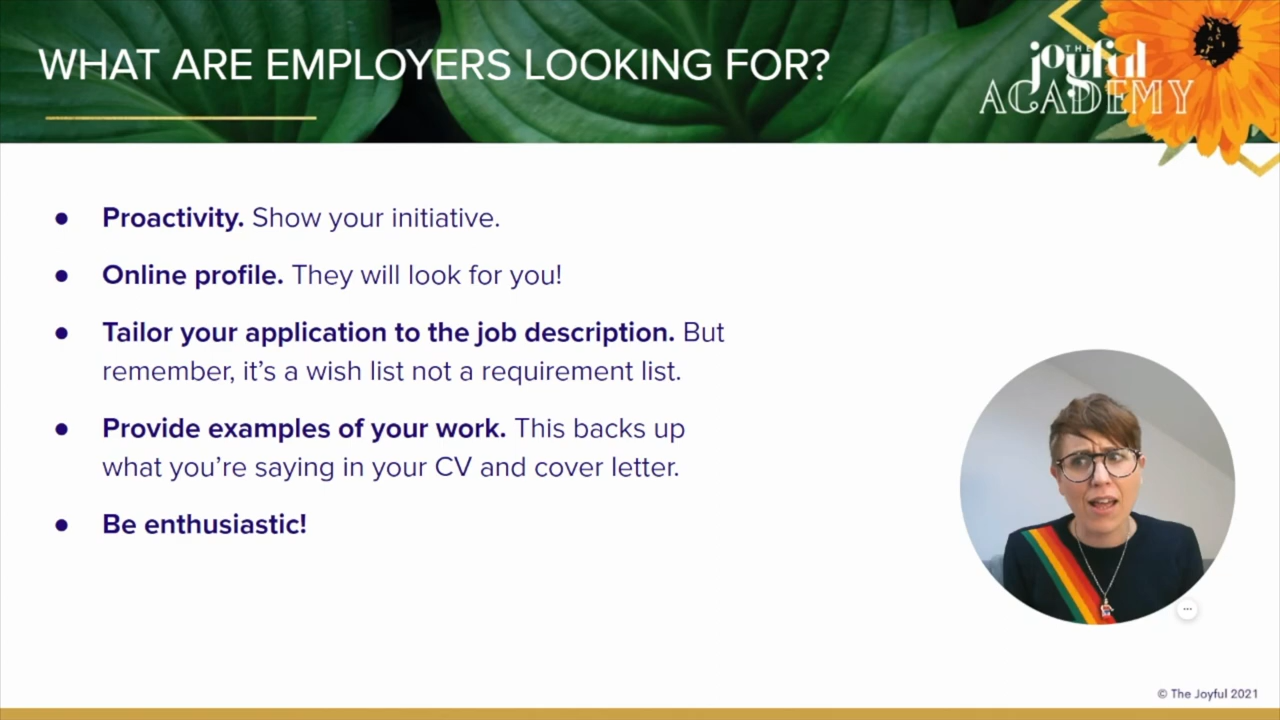 WHAT ARE EMPLOYERS LOOKING FOR?
THE
joyful
ACADEMY
● Proactivity. Show your initiative.
● Online profile. They will look for you!
● Tailor your application to the job description. But
remember, it’s a wish list not a requirement list.
● Provide examples of your work. This backs up
what you’re saying in your CV and cover letter.
● Be enthusiastic!
© The Joyful 2021